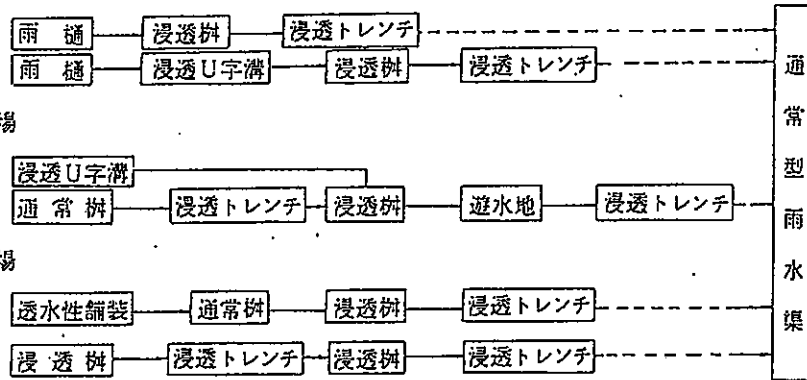 雨樋 浸透桝 浸透トレンチ
雨樋 浸透U字溝 浸透桝 浸透トレンチ
場
浸透U字溝
通常桝 浸透トレンチ 浸透桝 遊水地 浸透トレンチ
場
透水性舗装 通常桝 浸透桝 浸透トレンチ
浸透桝 浸透トレンチ 浸透桝 浸透トレンチ
通常型雨水集